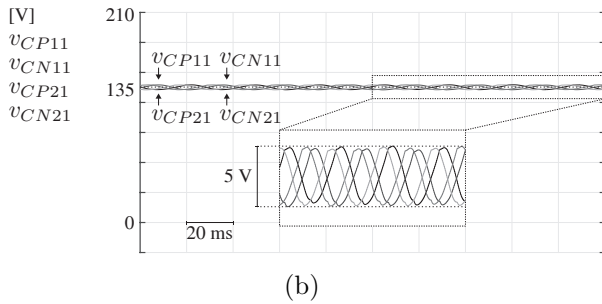 [V]
210
v_{CP11}
v_{CN11}
v_{CP21}
v_{CN21}
v_{CP11} v_{CN11}
135
v_{CP21} v_{CN21}
5 V
0
20 ms
(b)